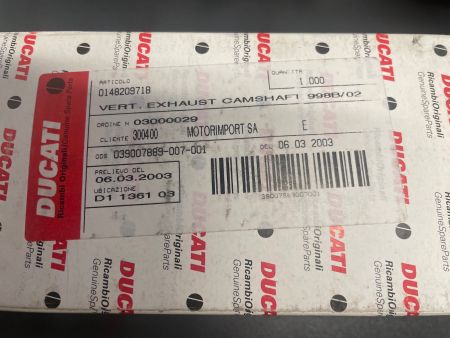 DUCATI
Ricambi Originali/Genuine Spare Parts
ARTICOLO
014820971B
QUANTITA
1.000
VERT. EXHAUST CAMSHAFT 998B/02
ORDINE N 03000029
CLIENTE 300400 MOTORIMPORT SA E
ODS 039007869-007-001 DEL 06 03 2003
PRELIEVO DEL
06.03.2003
UBICAZIONE
D1 1361 03
DUCATI
RicambiOriginali
GenuineSpareParts